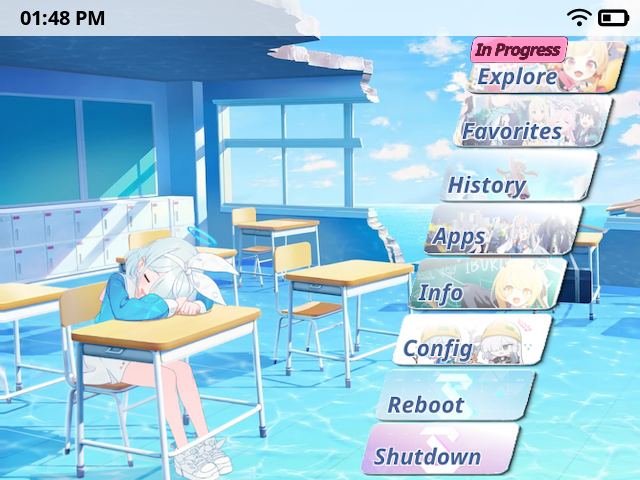 01:48 PM
In Progress
Explore
Favorites
History
Apps
Info
Config
Reboot
Shutdown